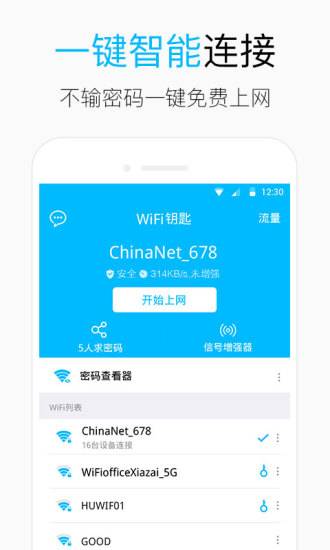 一键智能连接
不输密码一键免费上网
12:30
WiFi钥匙
流量
ChinaNet_678
安全 314KB/s,未增强
开始上网
5人求密码
信号增强器
密码查看器
WiFi列表
ChinaNet_678
16台设备连接
WiFiofficeXiazai_5G
HUWIF01
GOOD